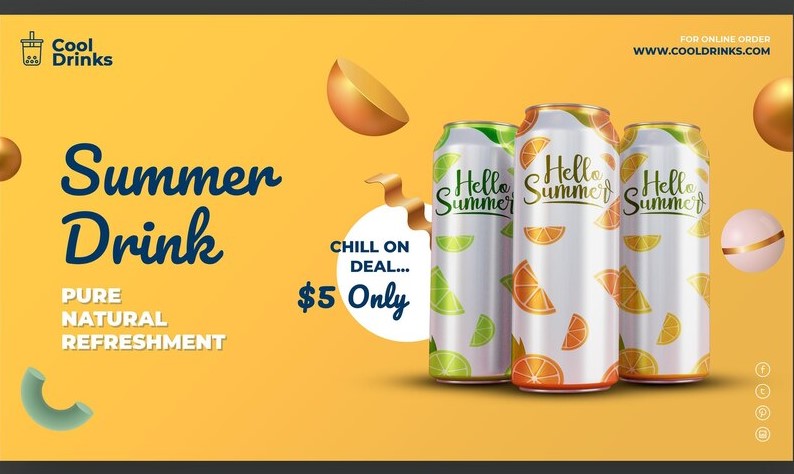 Cool
Drinks
FOR ONLINE ORDER
WWW.COOLDRINKS.COM
Summer
Drink
PURE
NATURAL
REFRESHMENT
CHILL ON
DEAL...
$5 Only
Hello
Summer
Hello
Summer
Hello
Summer